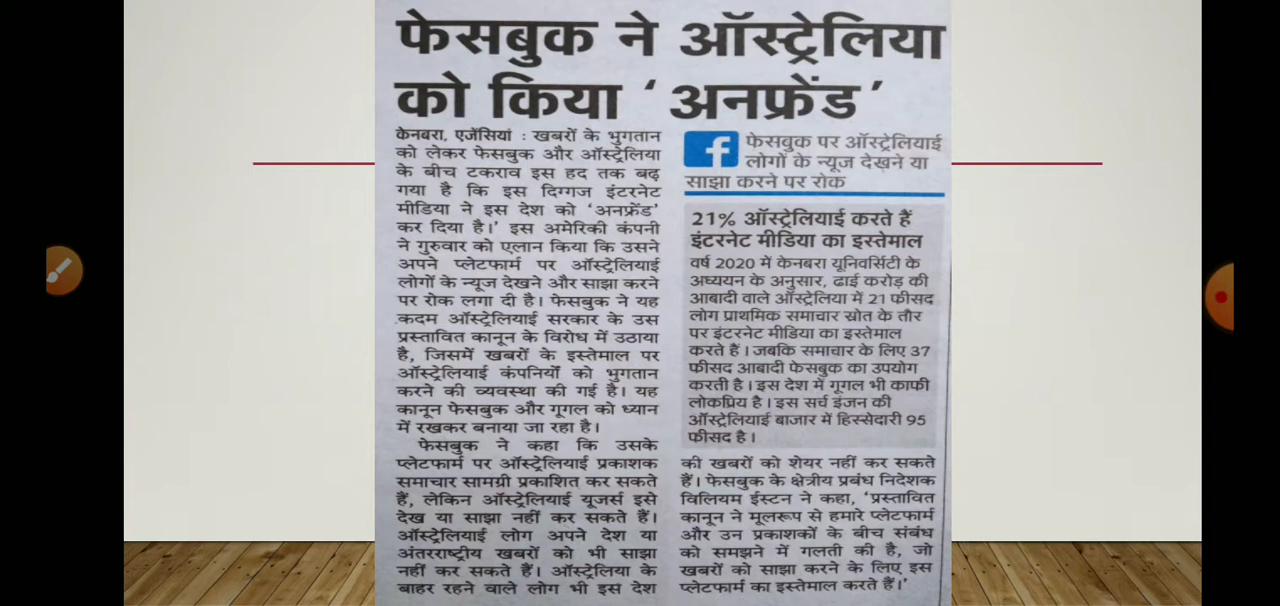 फेसबुक ने ऑस्ट्रेलिया
को किया ‘अनफ्रेंड’
केनबरा, एजेंसियां : खबरों के भुगतान
को लेकर फेसबुक और ऑस्ट्रेलिया
के बीच टकराव इस हद तक बढ़
गया है कि इस दिग्गज इंटरनेट
मीडिया ने इस देश को ‘अनफ्रेंड’
कर दिया है।’ इस अमेरिकी कंपनी
ने गुरुवार को एलान किया कि उसने
अपने प्लेटफार्म पर ऑस्ट्रेलियाई
लोगों के न्यूज देखने और साझा करने
पर रोक लगा दी है। फेसबुक ने यह
कदम ऑस्ट्रेलियाई सरकार के उस
प्रस्तावित कानून के विरोध में उठाया
है, जिसमें खबरों के इस्तेमाल पर
ऑस्ट्रेलियाई कंपनियों को भुगतान
करने की व्यवस्था की गई है। यह
कानून फेसबुक और गूगल को ध्यान
में रखकर बनाया जा रहा है।
फेसबुक ने कहा कि उसके
प्लेटफार्म पर ऑस्ट्रेलियाई प्रकाशक
समाचार सामग्री प्रकाशित कर सकते
हैं, लेकिन ऑस्ट्रेलियाई यूजर्स इसे
देख या साझा नहीं कर सकते हैं।
ऑस्ट्रेलियाई लोग अपने देश या
अंतरराष्ट्रीय खबरों को भी साझा
नहीं कर सकते हैं। ऑस्ट्रेलिया के
बाहर रहने वाले लोग भी इस देश
f
फेसबुक पर ऑस्ट्रेलियाई
लोगों के न्यूज देखने या
साझा करने पर रोक
21% ऑस्ट्रेलियाई करते हैं
इंटरनेट मीडिया का इस्तेमाल
वर्ष 2020 में केनबरा यूनिवर्सिटी के
अध्ययन के अनुसार, ढाई करोड़ की
आबादी वाले ऑस्ट्रेलिया में 21 फीसद
लोग प्राथमिक समाचार स्रोत के तौर
पर इंटरनेट मीडिया का इस्तेमाल
करते हैं। जबकि समाचार के लिए 37
फीसद आबादी फेसबुक का उपयोग
करती है। इस देश में गूगल भी काफी
लोकप्रिय है। इस सर्च इंजन की
ऑस्ट्रेलियाई बाजार में हिस्सेदारी 95
फीसद है।
की खबरों को शेयर नहीं कर सकते
हैं। फेसबुक के क्षेत्रीय प्रबंध निदेशक
विलियम ईस्टन ने कहा, ‘प्रस्तावित
कानून ने मूलरूप से हमारे प्लेटफार्म
और उन प्रकाशकों के बीच संबंध
को समझने में गलती की है, जो
खबरों को साझा करने के लिए इस
प्लेटफार्म का इस्तेमाल करते हैं।’